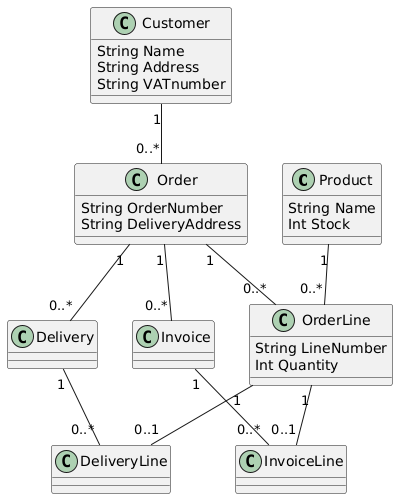 C Customer
String Name
String Address
String VATnumber
1
0..*
C Order
String OrderNumber
String DeliveryAddress
C Product
String Name
Int Stock
1 1 1 1
0..* 0..* 0..* 0..*
C Delivery
C Invoice
C OrderLine
String LineNumber
Int Quantity
1 1 1 1
0..* 0..1 0..* 0..1
C DeliveryLine
C InvoiceLine